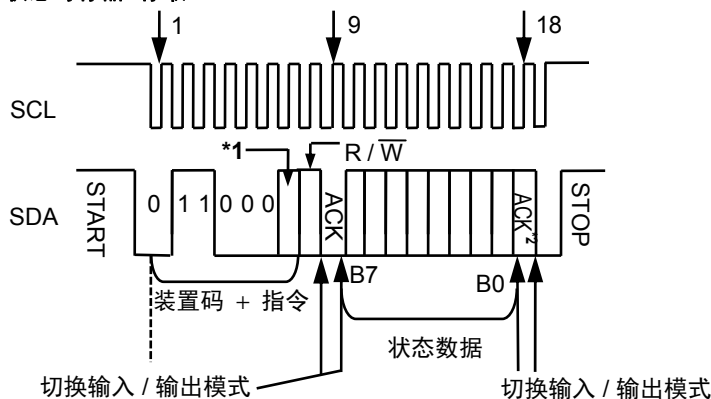 1 9 18
SCL
*1 R / W
SDA START 0 1 1 0 0 0 ACK ACK*2 STOP
B7 B0
装置码 + 指令
状态数据
切换输入 / 输出模式 切换输入 / 输出模式